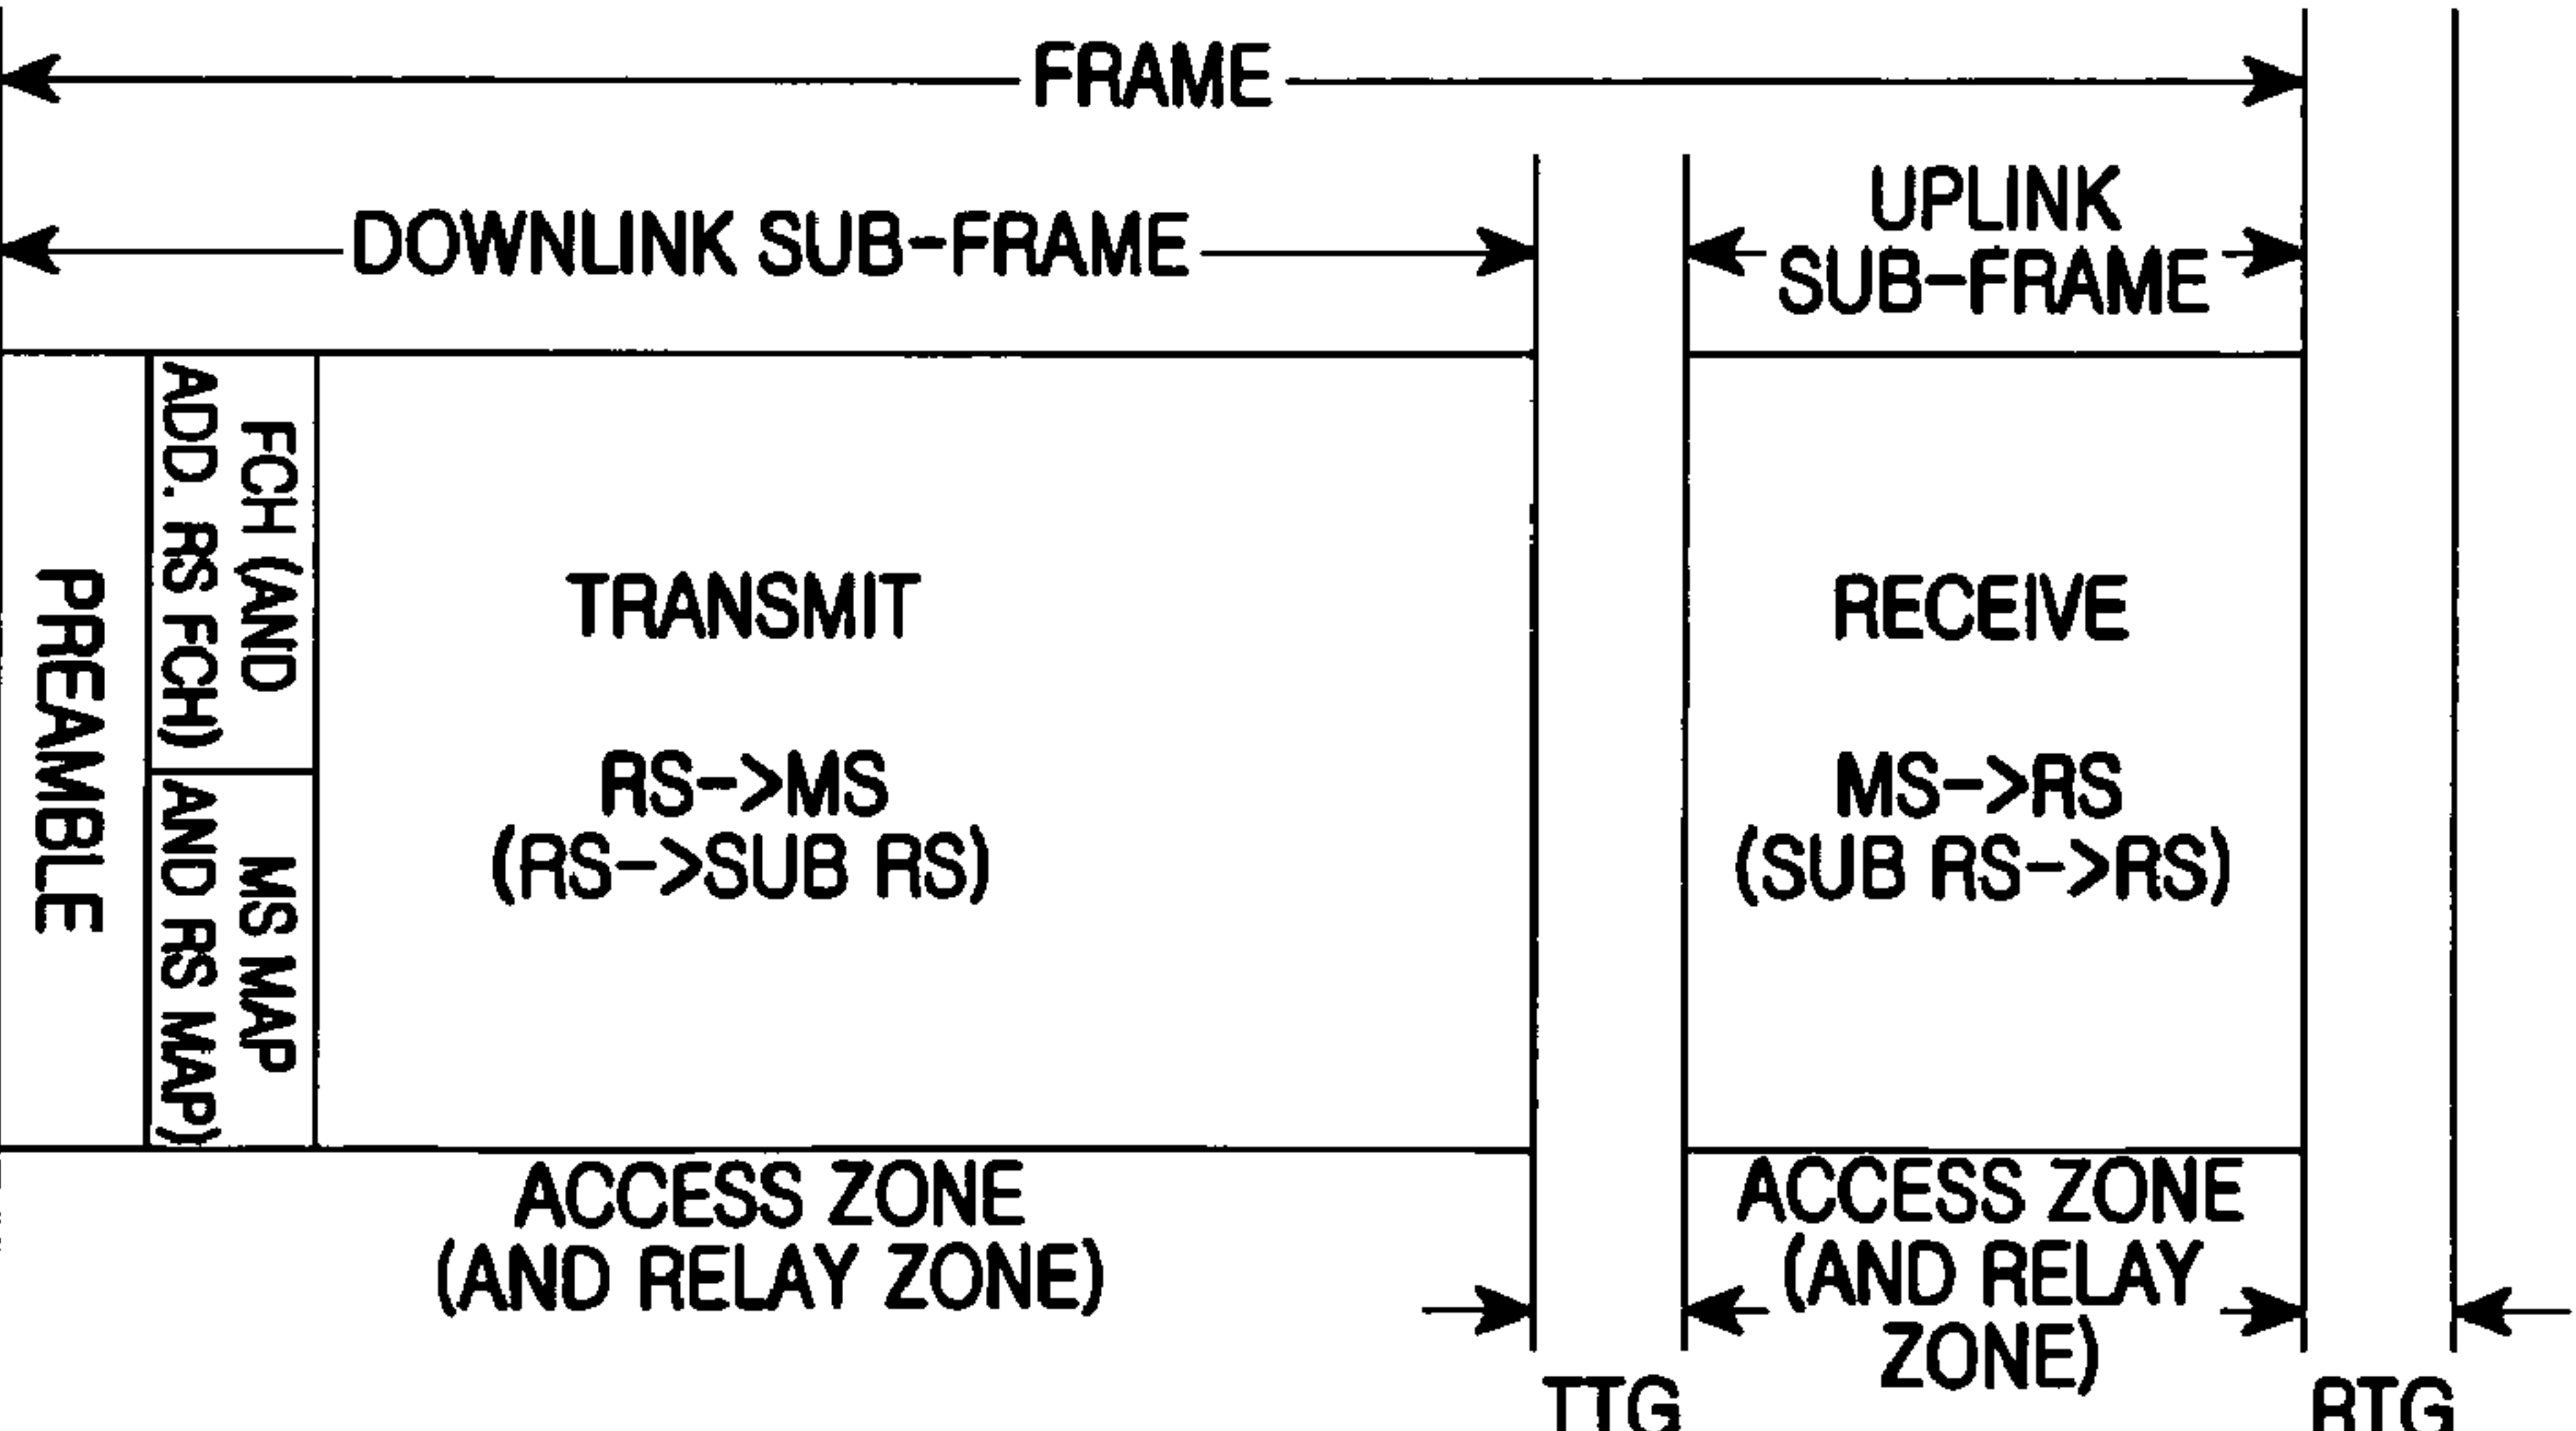 FRAME
DOWNLINK SUB-FRAME
UPLINK
SUB-FRAME
PREAMBLE
FCH (AND
ADD. RS FCH)
MS MAP
AND RS MAP)
TRANSMIT
RS->MS
(RS->SUB RS)
RECEIVE
MS->RS
(SUB RS->RS)
ACCESS ZONE
(AND RELAY ZONE)
ACCESS ZONE
(AND RELAY
ZONE)
TTG
RTG